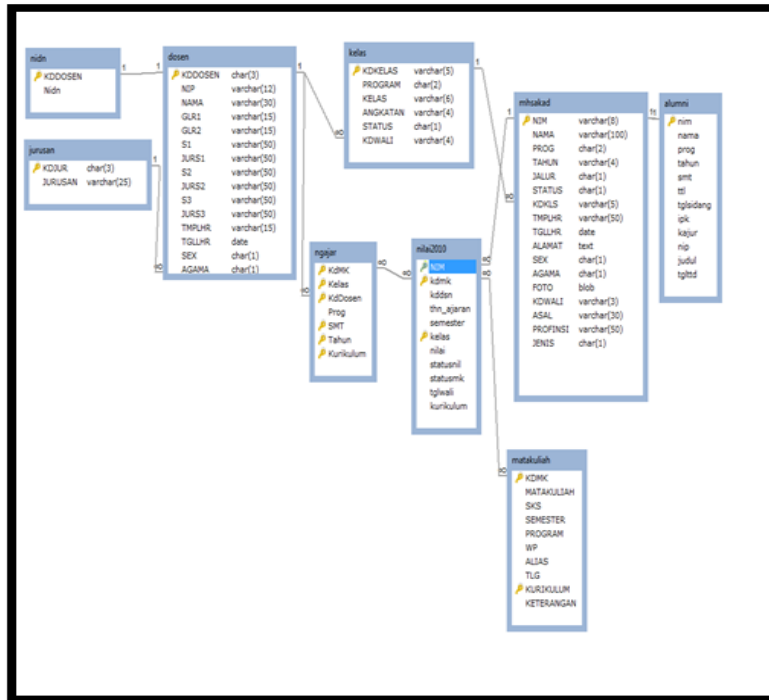 nidn
KDDOSEN
Nidn
jurusan
KDJUR char(3)
JURUSAN varchar(25)
dosen
KDDOSEN char(3)
NIP varchar(12)
NAMA varchar(30)
GLR1 varchar(15)
GLR2 varchar(15)
S1 varchar(50)
JURS1 varchar(50)
S2 varchar(50)
JURS2 varchar(50)
S3 varchar(50)
JURS3 varchar(50)
TMPLHR varchar(15)
TGLLHR date
SEX char(1)
AGAMA char(1)
kelas
KDKELAS varchar(5)
PROGRAM char(2)
KELAS varchar(6)
ANGKATAN varchar(4)
STATUS char(1)
KDWALI varchar(4)
ngajar
KdMK
Kelas
KdDosen
Prog
SMT
Tahun
Kurikulum
nilai2010
NIM
kdmk
kddsn
thn_ajaran
semester
kelas
nilai
statusnil
statusmk
tglwali
kurikulum
mhsakad
NIM varchar(8)
NAMA varchar(100)
PROG char(2)
TAHUN varchar(4)
JALUR char(1)
STATUS char(1)
KDKLS varchar(5)
TMPLHR varchar(50)
TGLLHR date
ALAMAT text
SEX char(1)
AGAMA char(1)
FOTO blob
KDWALI varchar(3)
ASAL varchar(30)
PROFINSI varchar(50)
JENIS char(1)
alumni
nim
nama
prog
tahun
smt
ttl
tglsidang
ipk
kajur
nip
judul
tglttd
matakuliah
KDMK
MATAKULIAH
SKS
SEMESTER
PROGRAM
WP
ALIAS
TLG
KURIKULUM
KETERANGAN
1
1
1
1
1
1
1